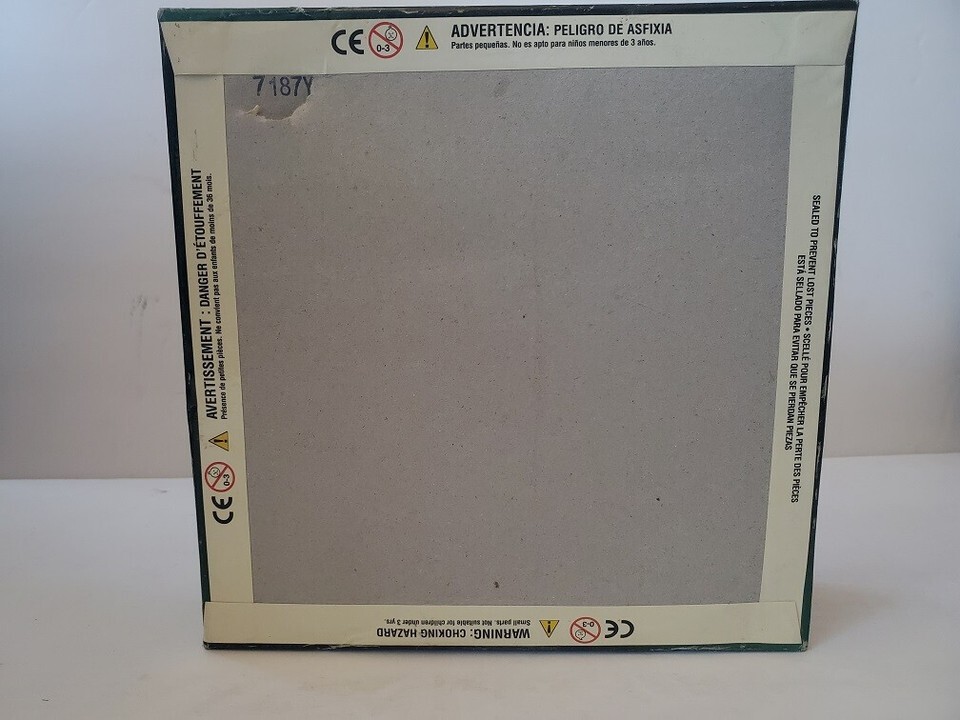 CE 0-3 ADVERTENCIA: PELIGRO DE ASFIXIA
Partes pequeñas. No es apto para niños menores de 3 años.
7187Y
CE 0-3 AVERTISSEMENT : DANGER D'ÉTOUFFEMENT
Présence de petites pièces. Ne convient pas aux enfants de moins de 36 mois.
SEALED TO PREVENT LOST PIECES • SCELLÉ POUR EMPÊCHER LA PERTE DES PIÈCES
ESTÁ SELLADO PARA EVITAR QUE SE PIERDAN PIEZAS
CE 0-3 WARNING: CHOKING HAZARD
Small parts. Not suitable for children under 3 yrs.